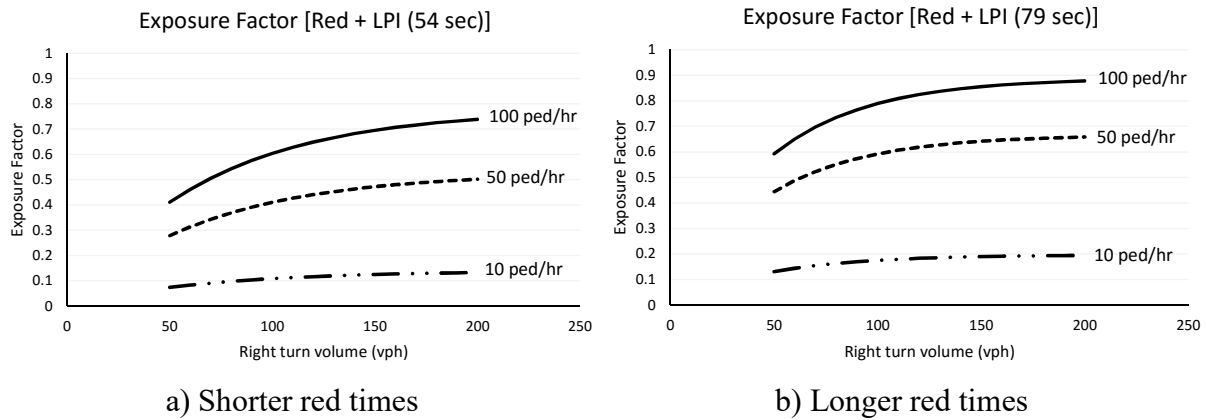 Exposure Factor [Red + LPI (54 sec)]
1
0.9
0.8
0.7
0.6
0.5
0.4
0.3
0.2
0.1
0
Exposure Factor
100 ped/hr
50 ped/hr
10 ped/hr
0 50 100 150 200 250
Right turn volume (vph)
a) Shorter red times
Exposure Factor [Red + LPI (79 sec)]
1
0.9
0.8
0.7
0.6
0.5
0.4
0.3
0.2
0.1
0
Exposure Factor
100 ped/hr
50 ped/hr
10 ped/hr
0 50 100 150 200 250
Right turn volume (vph)
b) Longer red times